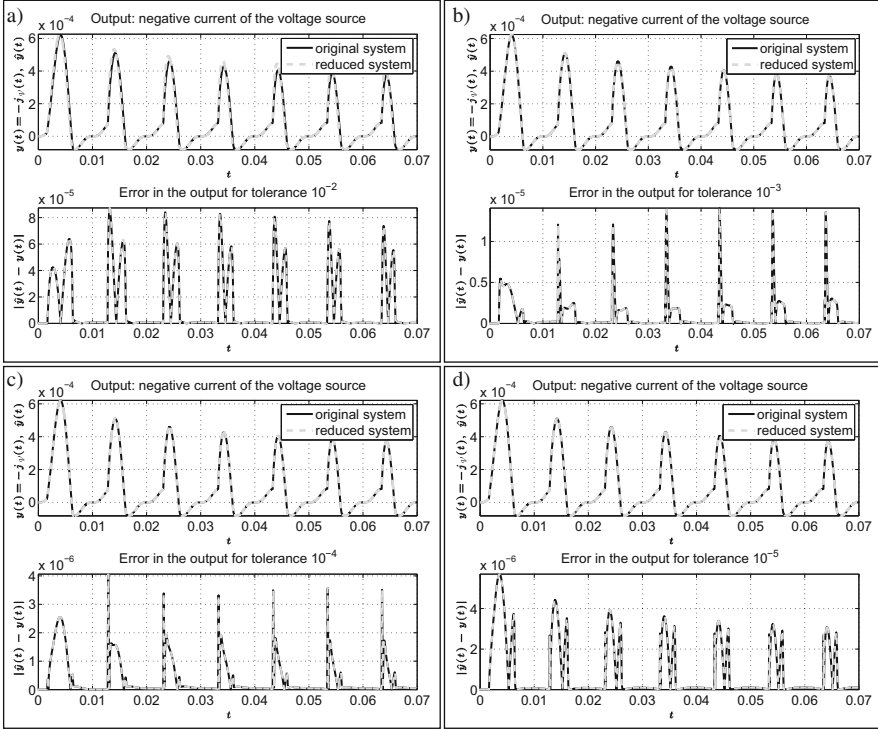 a)
Output: negative current of the voltage source
x 10⁻⁴
y(t)=−j𝒱(t), ŷ(t)
6
4
2
0
original system
reduced system
0 0.01 0.02 0.03 0.04 0.05 0.06 0.07
t
Error in the output for tolerance 10⁻²
x 10⁻⁵
|ŷ(t) − y(t)|
8
6
4
2
0
0 0.01 0.02 0.03 0.04 0.05 0.06 0.07
t
b)
Output: negative current of the voltage source
x 10⁻⁴
y(t)=−j𝒱(t), ŷ(t)
6
4
2
0
original system
reduced system
0 0.01 0.02 0.03 0.04 0.05 0.06 0.07
t
Error in the output for tolerance 10⁻³
x 10⁻⁵
|ŷ(t) − y(t)|
1
0.5
0
0 0.01 0.02 0.03 0.04 0.05 0.06 0.07
t
c)
Output: negative current of the voltage source
x 10⁻⁴
y(t)=−j𝒱(t), ŷ(t)
6
4
2
0
original system
reduced system
0 0.01 0.02 0.03 0.04 0.05 0.06 0.07
t
Error in the output for tolerance 10⁻⁴
x 10⁻⁶
|ŷ(t) − y(t)|
4
3
2
1
0
0 0.01 0.02 0.03 0.04 0.05 0.06 0.07
t
d)
Output: negative current of the voltage source
x 10⁻⁴
y(t)=−j𝒱(t), ŷ(t)
6
4
2
0
original system
reduced system
0 0.01 0.02 0.03 0.04 0.05 0.06 0.07
t
Error in the output for tolerance 10⁻⁵
x 10⁻⁶
|ŷ(t) − y(t)|
4
2
0
0 0.01 0.02 0.03 0.04 0.05 0.06 0.07
t